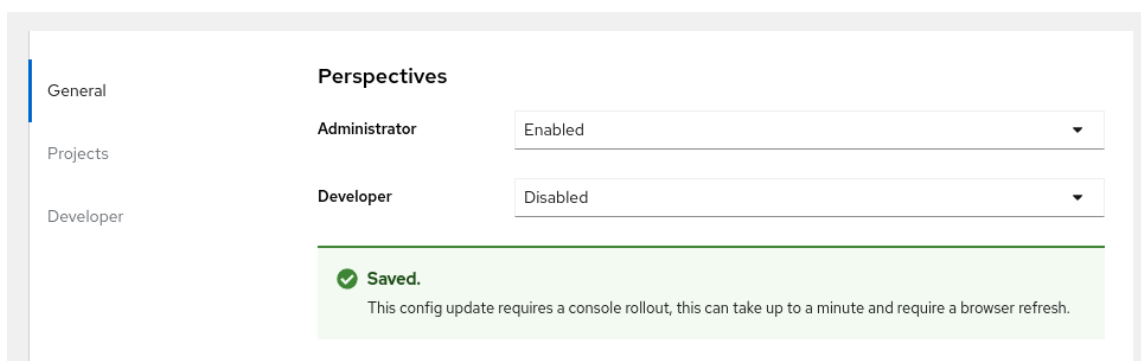 Perspectives
General
Administrator
Enabled
Projects
Developer
Disabled
Developer
Saved.
This config update requires a console rollout, this can take up to a minute and require a browser refresh.